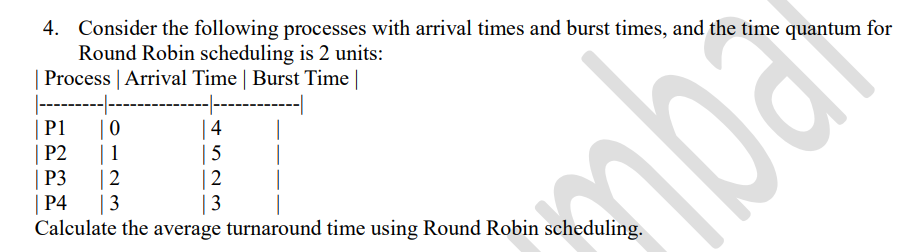 4. Consider the following processes with arrival times and burst times, and the time quantum for
Round Robin scheduling is 2 units:
| Process | Arrival Time | Burst Time |
|---------|--------------|------------|
| P1 | 0 | 4 |
| P2 | 1 | 5 |
| P3 | 2 | 2 |
| P4 | 3 | 3 |
Calculate the average turnaround time using Round Robin scheduling.